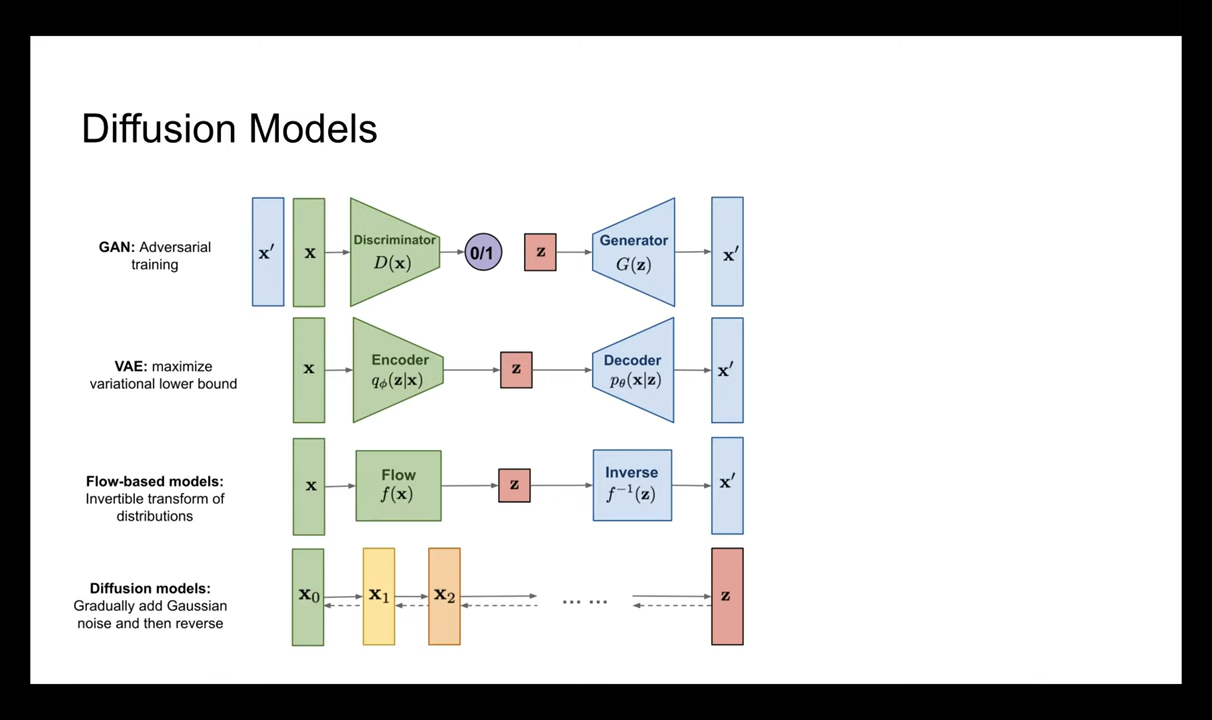 Diffusion Models
GAN: Adversarial
training
x′
x
Discriminator
D(x)
0/1
z
Generator
G(z)
x′
VAE: maximize
variational lower bound
x
Encoder
qϕ(z|x)
z
Decoder
pθ(x|z)
x′
Flow-based models:
Invertible transform of
distributions
x
Flow
f(x)
z
Inverse
f⁻¹(z)
x′
Diffusion models:
Gradually add Gaussian
noise and then reverse
x₀
x₁
x₂
... ...
z